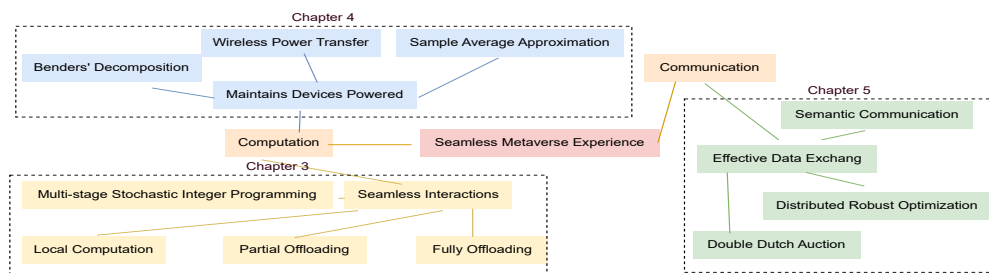 Chapter 4
Wireless Power Transfer
Sample Average Approximation
Benders' Decomposition
Maintains Devices Powered
Communication
Chapter 5
Semantic Communication
Computation
Seamless Metaverse Experience
Effective Data Exchang
Chapter 3
Multi-stage Stochastic Integer Programming
Seamless Interactions
Distributed Robust Optimization
Local Computation
Partial Offloading
Fully Offloading
Double Dutch Auction